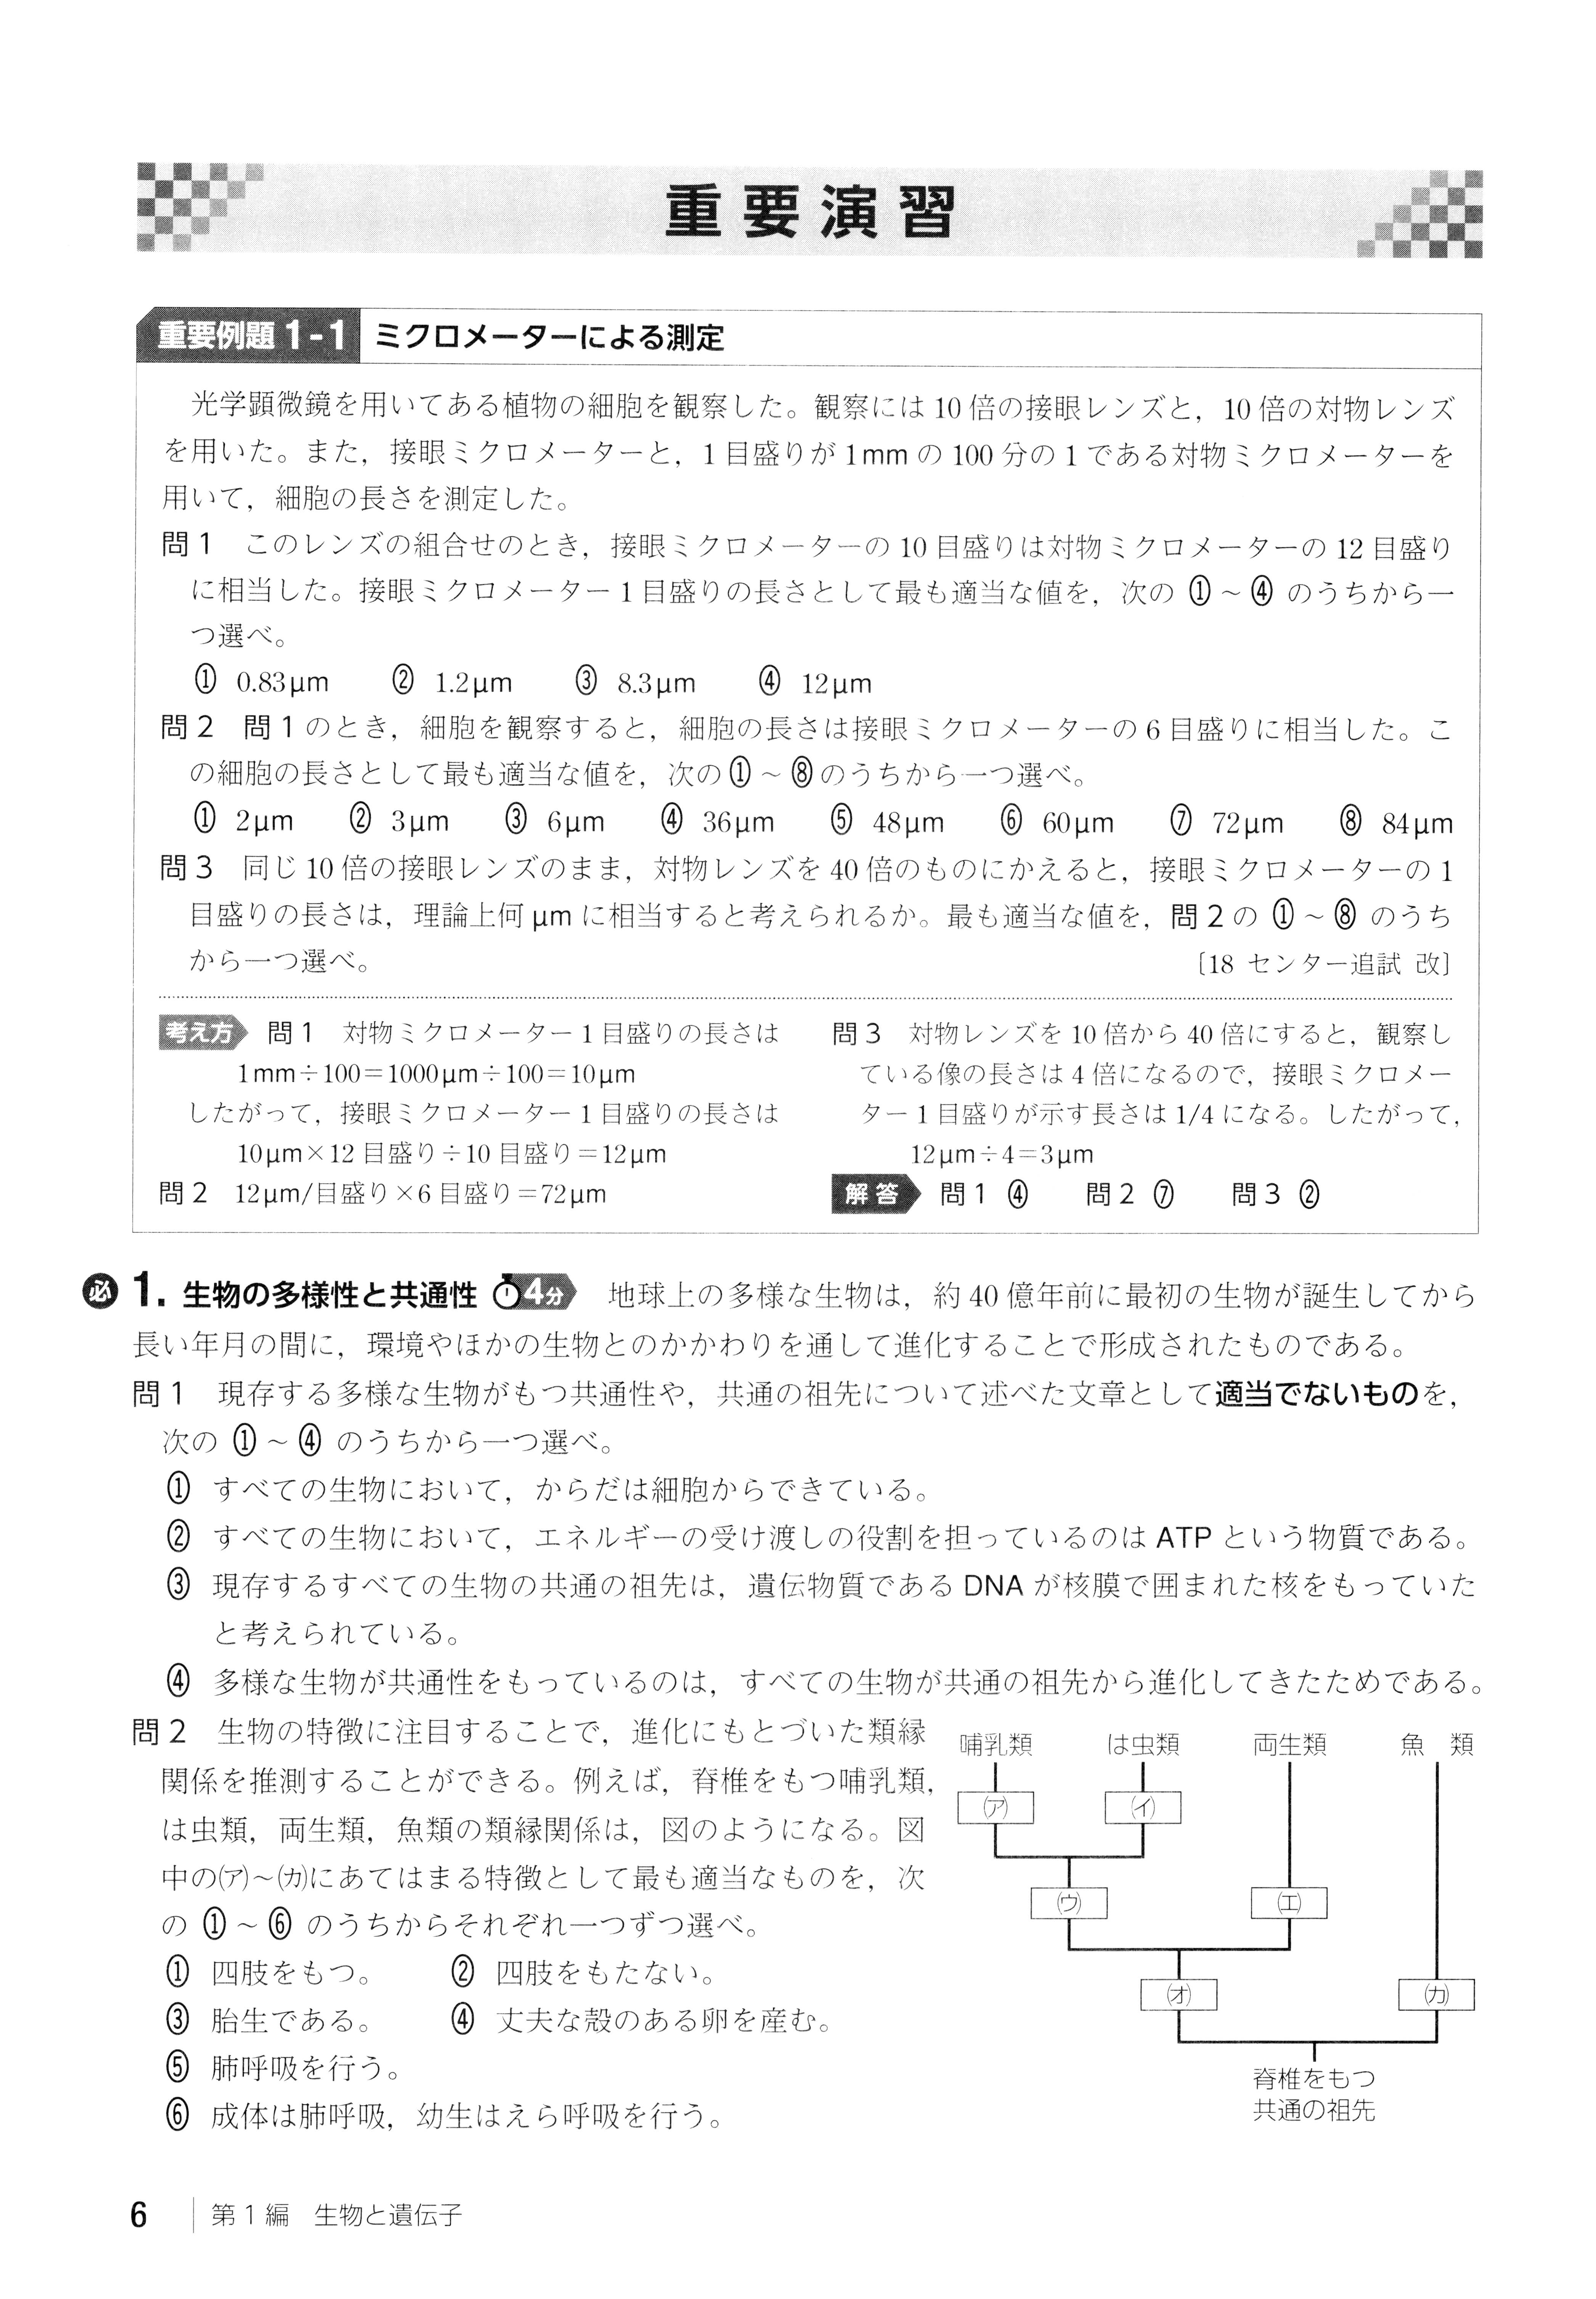 重要演習
重要例題 1-1 ミクロメーターによる測定
光学顕微鏡を用いてある植物の細胞を観察した。観察には 10 倍の接眼レンズと，10 倍の対物レンズ
を用いた。また，接眼ミクロメーターと，1 目盛りが 1mm の 100 分の 1 である対物ミクロメーターを
用いて，細胞の長さを測定した。
問1 このレンズの組合せのとき，接眼ミクロメーターの 10 目盛りは対物ミクロメーターの 12 目盛り
に相当した。接眼ミクロメーター 1 目盛りの長さとして最も適当な値を，次の ①～④ のうちから一
つ選べ。
① 0.83μm ② 1.2μm ③ 8.3μm ④ 12μm
問2 問1のとき，細胞を観察すると，細胞の長さは接眼ミクロメーターの 6 目盛りに相当した。こ
の細胞の長さとして最も適当な値を，次の①～⑧のうちから一つ選べ。
① 2μm ② 3μm ③ 6μm ④ 36μm ⑤ 48μm ⑥ 60μm ⑦ 72μm ⑧ 84μm
問3 同じ 10 倍の接眼レンズのまま，対物レンズを 40 倍のものにかえると，接眼ミクロメーターの 1
目盛りの長さは，理論上何 μm に相当すると考えられるか。最も適当な値を，問2の ①～⑧ のうち
から一つ選べ。 [18 センター追試 改]
考え方 問1 対物ミクロメーター 1 目盛りの長さは
1mm÷100＝1000μm÷100＝10μm
したがって，接眼ミクロメーター 1 目盛りの長さは
10μm×12 目盛り÷10 目盛り＝12μm
問2 12μm/目盛り×6 目盛り＝72μm
問3 対物レンズを 10 倍から 40 倍にすると，観察し
ている像の長さは 4 倍になるので，接眼ミクロメー
ター 1 目盛りが示す長さは 1/4 になる。したがって，
12μm÷4＝3μm
解答 問1 ④ 問2 ⑦ 問3 ②
必 1. 生物の多様性と共通性 4分 地球上の多様な生物は，約 40 億年前に最初の生物が誕生してから
長い年月の間に，環境やほかの生物とのかかわりを通して進化することで形成されたものである。
問1 現存する多様な生物がもつ共通性や，共通の祖先について述べた文章として適当でないものを，
次の ①～④ のうちから一つ選べ。
① すべての生物において，からだは細胞からできている。
② すべての生物において，エネルギーの受け渡しの役割を担っているのは ATP という物質である。
③ 現存するすべての生物の共通の祖先は，遺伝物質である DNA が核膜で囲まれた核をもっていた
と考えられている。
④ 多様な生物が共通性をもっているのは，すべての生物が共通の祖先から進化してきたためである。
問2 生物の特徴に注目することで，進化にもとづいた類縁
関係を推測することができる。例えば，脊椎をもつ哺乳類，
は虫類，両生類，魚類の類縁関係は，図のようになる。図
中の(ア)～(カ)にあてはまる特徴として最も適当なものを，次
の ①～⑥ のうちからそれぞれ一つずつ選べ。
① 四肢をもつ。 ② 四肢をもたない。
③ 胎生である。 ④ 丈夫な殻のある卵を産む。
⑤ 肺呼吸を行う。
⑥ 成体は肺呼吸，幼生はえら呼吸を行う。
哺乳類 は虫類 両生類 魚 類
(ア) (イ)
(ウ) (エ)
(オ) (カ)
脊椎をもつ
共通の祖先
6 第 1 編 生物と遺伝子